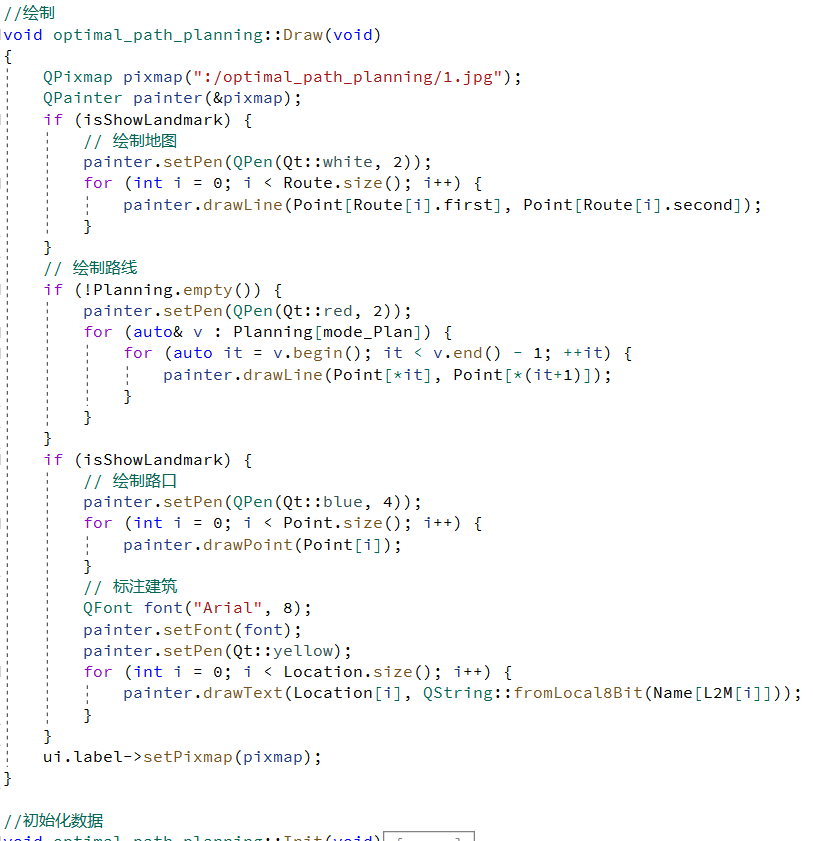 //绘制
void optimal_path_planning::Draw(void)
{
    QPixmap pixmap(":/optimal_path_planning/1.jpg");
    QPainter painter(&pixmap);
    if (isShowLandmark) {
        // 绘制地图
        painter.setPen(QPen(Qt::white, 2));
        for (int i = 0; i < Route.size(); i++) {
            painter.drawLine(Point[Route[i].first], Point[Route[i].second]);
        }
    }
    // 绘制路线
    if (!Planning.empty()) {
        painter.setPen(QPen(Qt::red, 2));
        for (auto& v : Planning[mode_Plan]) {
            for (auto it = v.begin(); it < v.end() - 1; ++it) {
                painter.drawLine(Point[*it], Point[*(it+1)]);
            }
        }
    }
    if (isShowLandmark) {
        // 绘制路口
        painter.setPen(QPen(Qt::blue, 4));
        for (int i = 0; i < Point.size(); i++) {
            painter.drawPoint(Point[i]);
        }
        // 标注建筑
        QFont font("Arial", 8);
        painter.setFont(font);
        painter.setPen(Qt::yellow);
        for (int i = 0; i < Location.size(); i++) {
            painter.drawText(Location[i], QString::fromLocal8Bit(Name[L2M[i]]));
        }
    }
    ui.label->setPixmap(pixmap);
}
//初始化数据
void optimal_path_planning::Init(void)